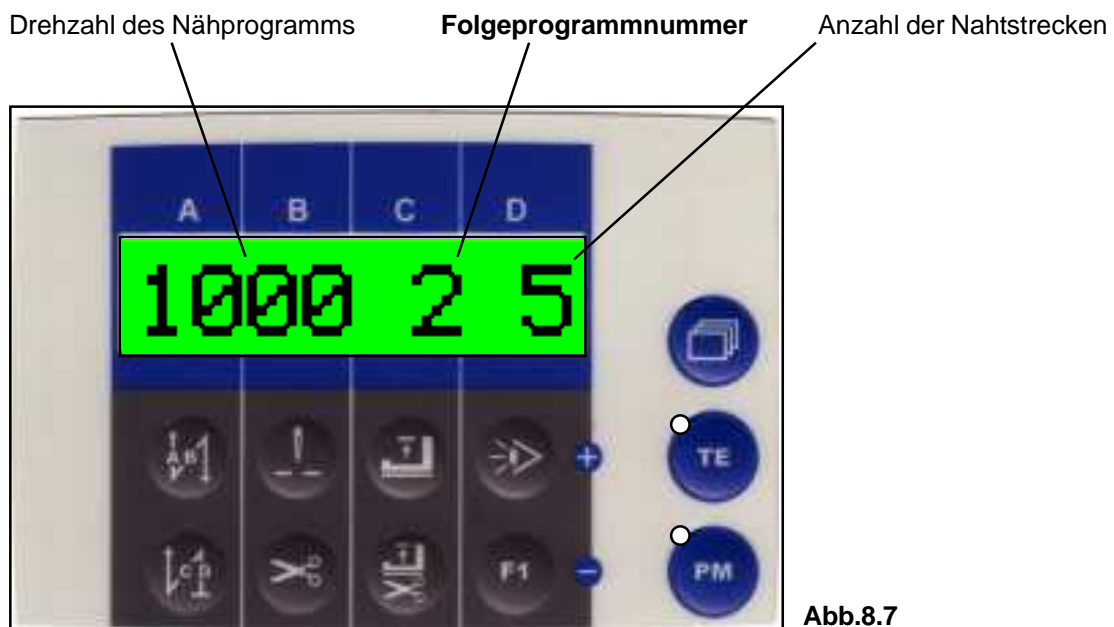 Drehzahl des Nähprogramms Folgeprogrammnummer Anzahl der Nahtstrecken
A B C D
1000 2 5
A B
+
TE
C D
F1
-
PM
Abb.8.7